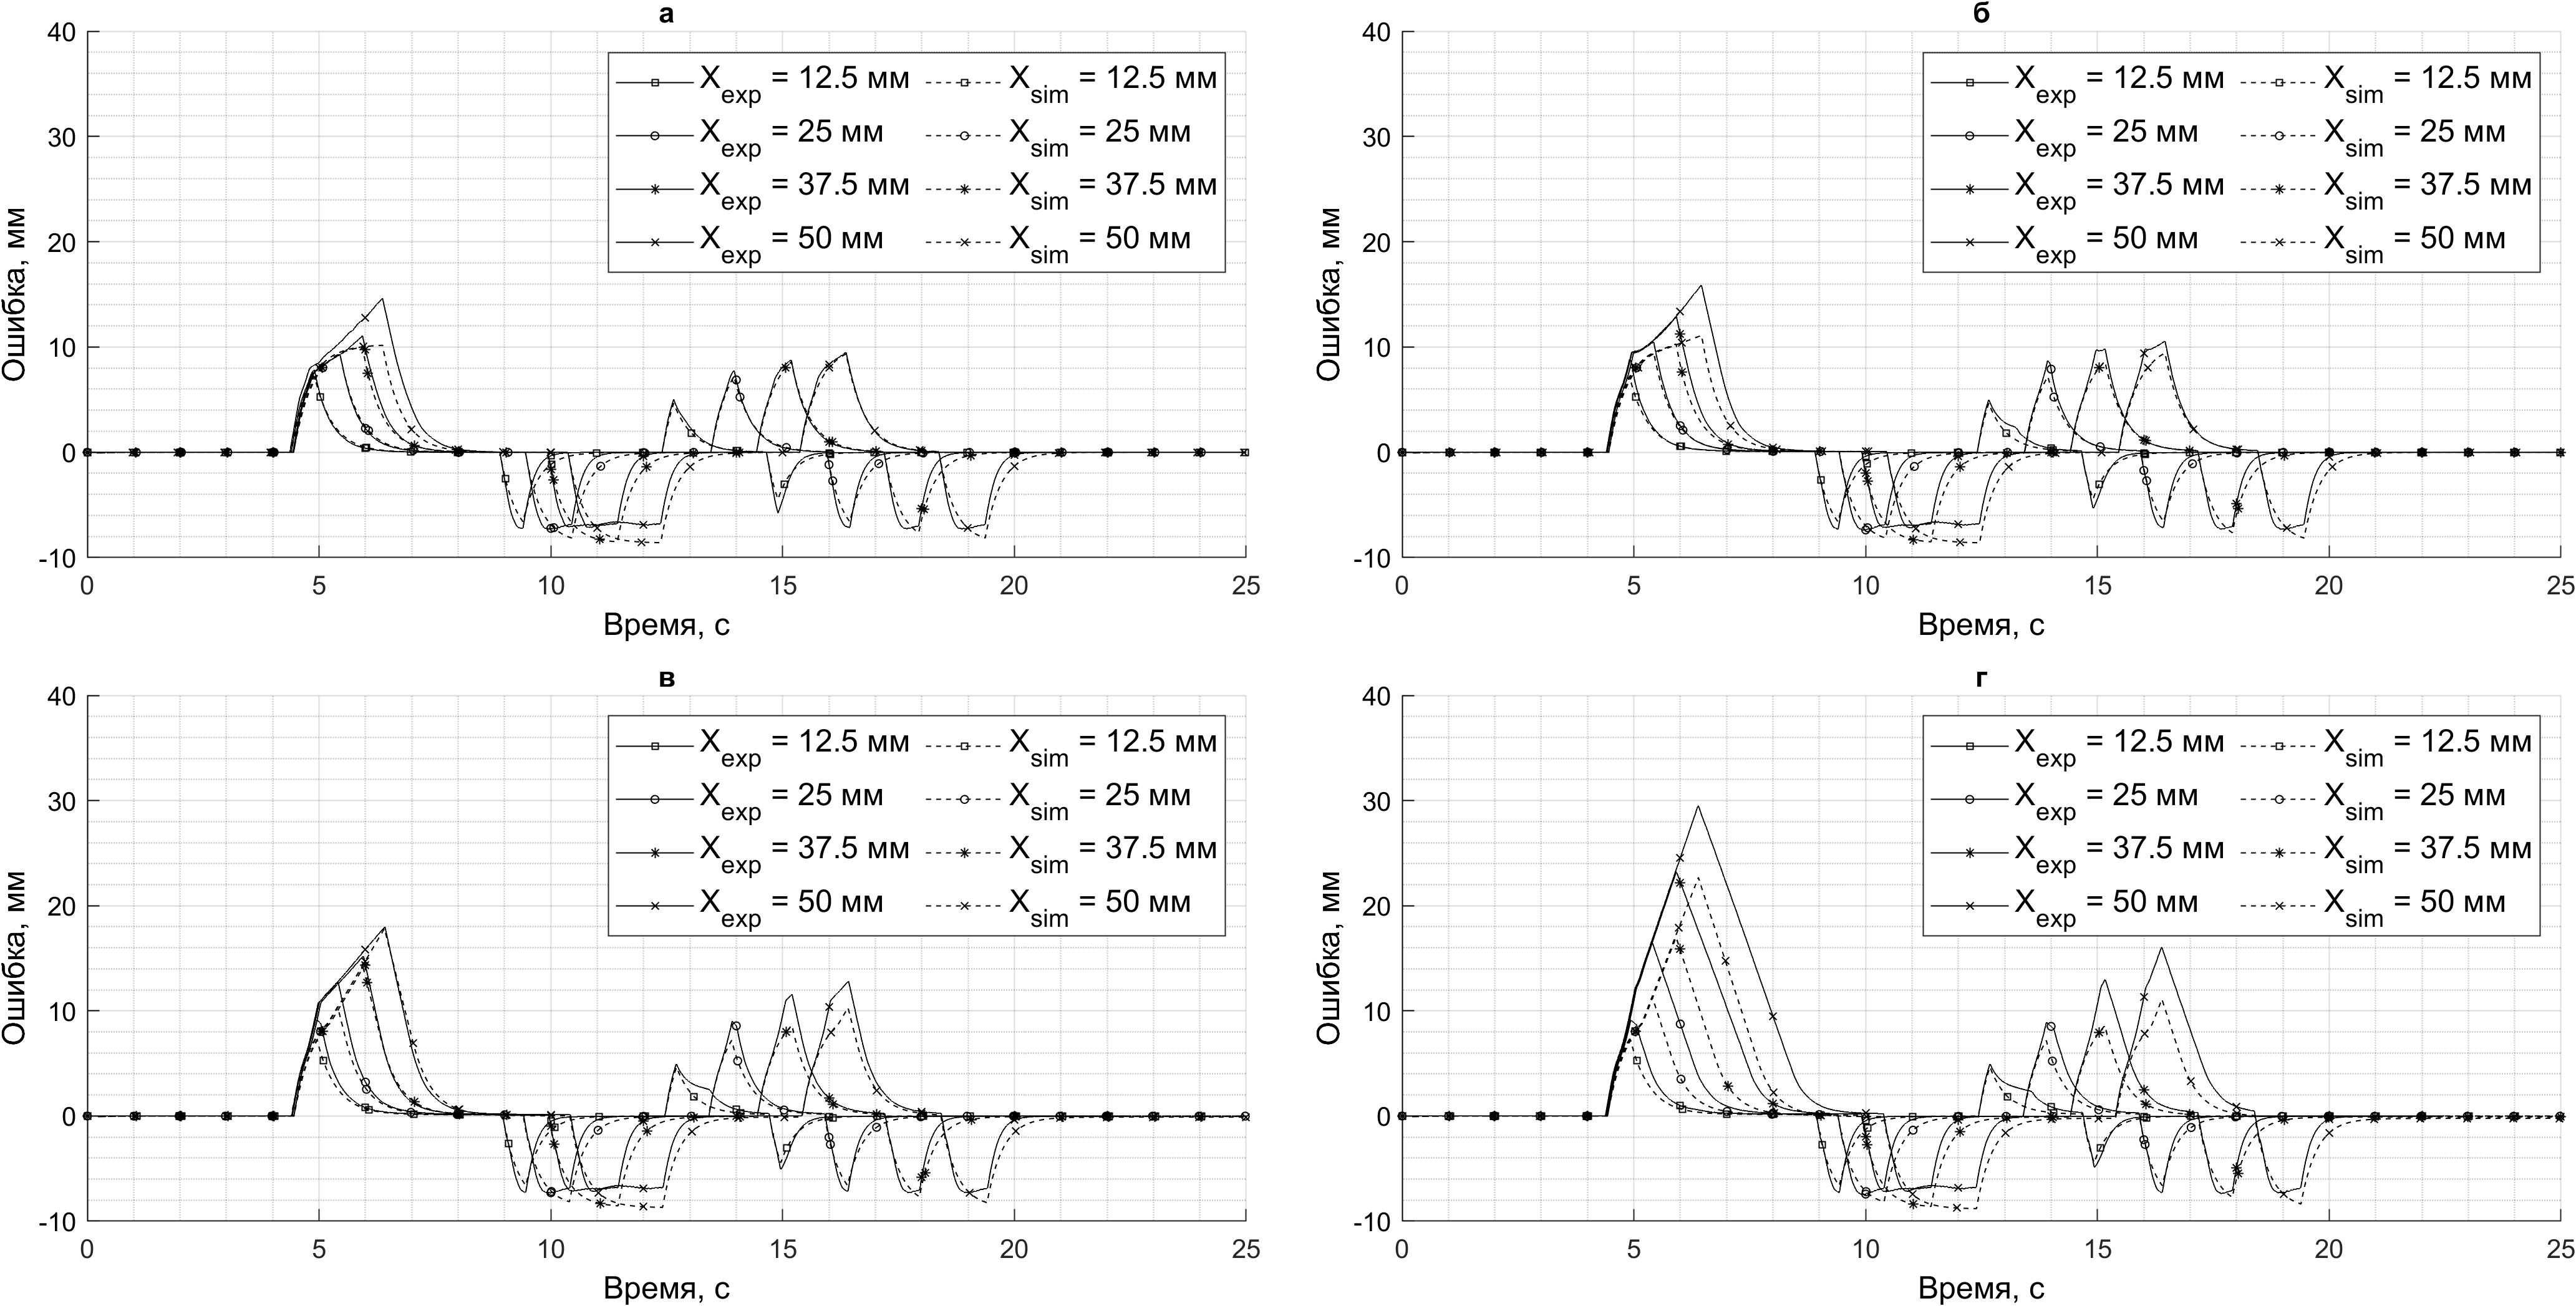 а
40
30
20
10
0
-10
Ошибка, мм
X_exp = 12.5 мм X_sim = 12.5 мм
X_exp = 25 мм X_sim = 25 мм
X_exp = 37.5 мм X_sim = 37.5 мм
X_exp = 50 мм X_sim = 50 мм
0 5 10 15 20 25
Время, с
б
40
30
20
10
0
-10
Ошибка, мм
X_exp = 12.5 мм X_sim = 12.5 мм
X_exp = 25 мм X_sim = 25 мм
X_exp = 37.5 мм X_sim = 37.5 мм
X_exp = 50 мм X_sim = 50 мм
0 5 10 15 20 25
Время, с
в
40
30
20
10
0
-10
Ошибка, мм
X_exp = 12.5 мм X_sim = 12.5 мм
X_exp = 25 мм X_sim = 25 мм
X_exp = 37.5 мм X_sim = 37.5 мм
X_exp = 50 мм X_sim = 50 мм
0 5 10 15 20 25
Время, с
г
40
30
20
10
0
-10
Ошибка, мм
X_exp = 12.5 мм X_sim = 12.5 мм
X_exp = 25 мм X_sim = 25 мм
X_exp = 37.5 мм X_sim = 37.5 мм
X_exp = 50 мм X_sim = 50 мм
0 5 10 15 20 25
Время, с